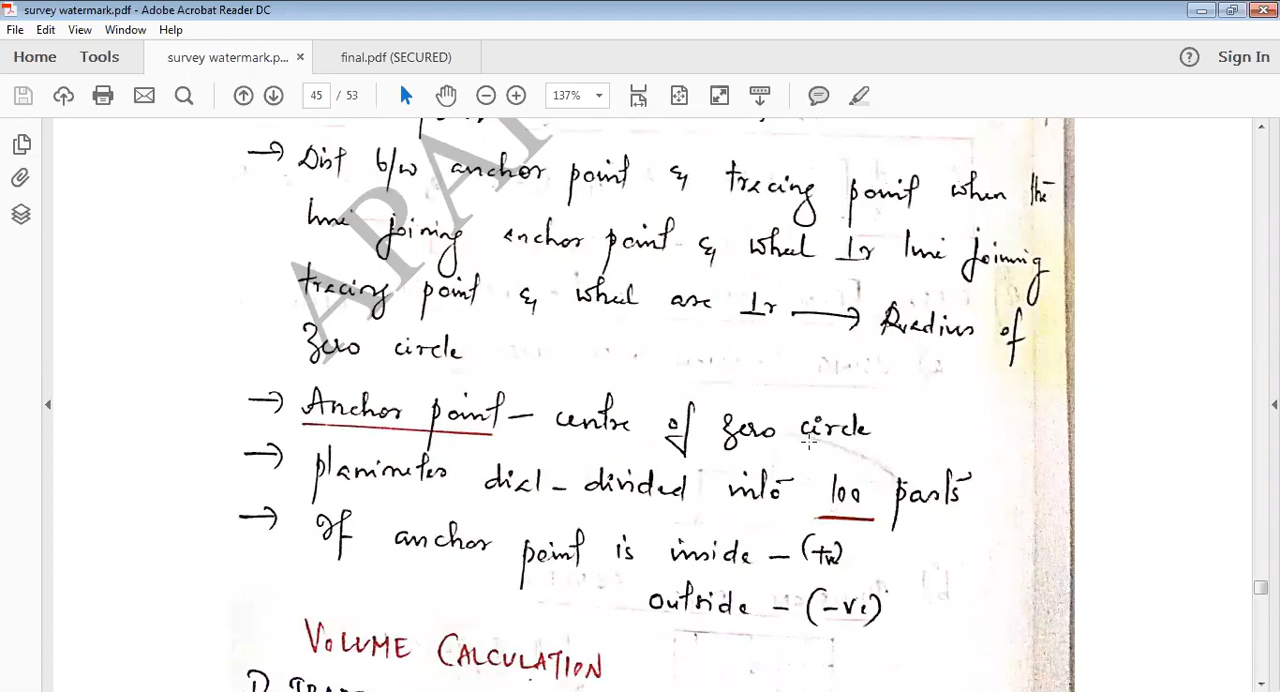 survey watermark.pdf - Adobe Acrobat Reader DC
File Edit View Window Help
Home Tools survey watermark.p... × final.pdf (SECURED) ? Sign In
45 / 53 137%
APAR
→ Dist b/w anchor point & tracing point when the
line joining anchor point & wheel ⊥r line joining
tracing point & wheel are ⊥r → Radius of
Zero circle
→ Anchor point - centre of zero circle
→ planimeter dial - divided into 100 parts
→ If anchor point is inside - (+ve)
outside - (-ve)
VOLUME CALCULATION